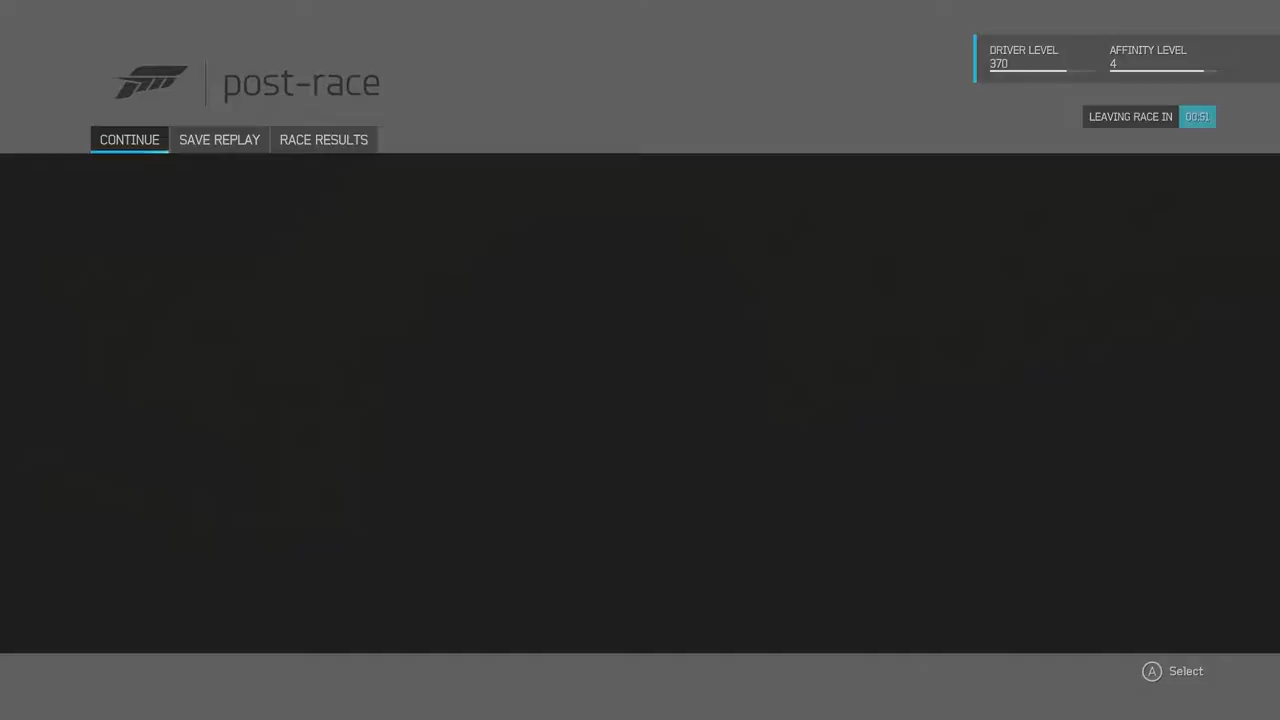 post-race
DRIVER LEVEL
370
AFFINITY LEVEL
4
LEAVING RACE IN 00:51
CONTINUE SAVE REPLAY RACE RESULTS
A Select